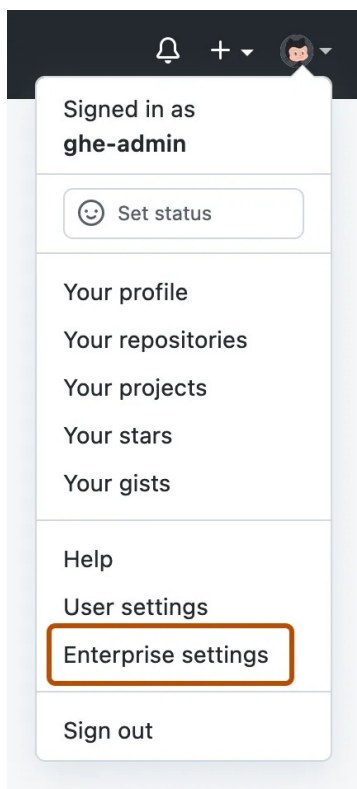 Signed in as
ghe-admin
Set status
Your profile
Your repositories
Your projects
Your stars
Your gists
Help
User settings
Enterprise settings
Sign out